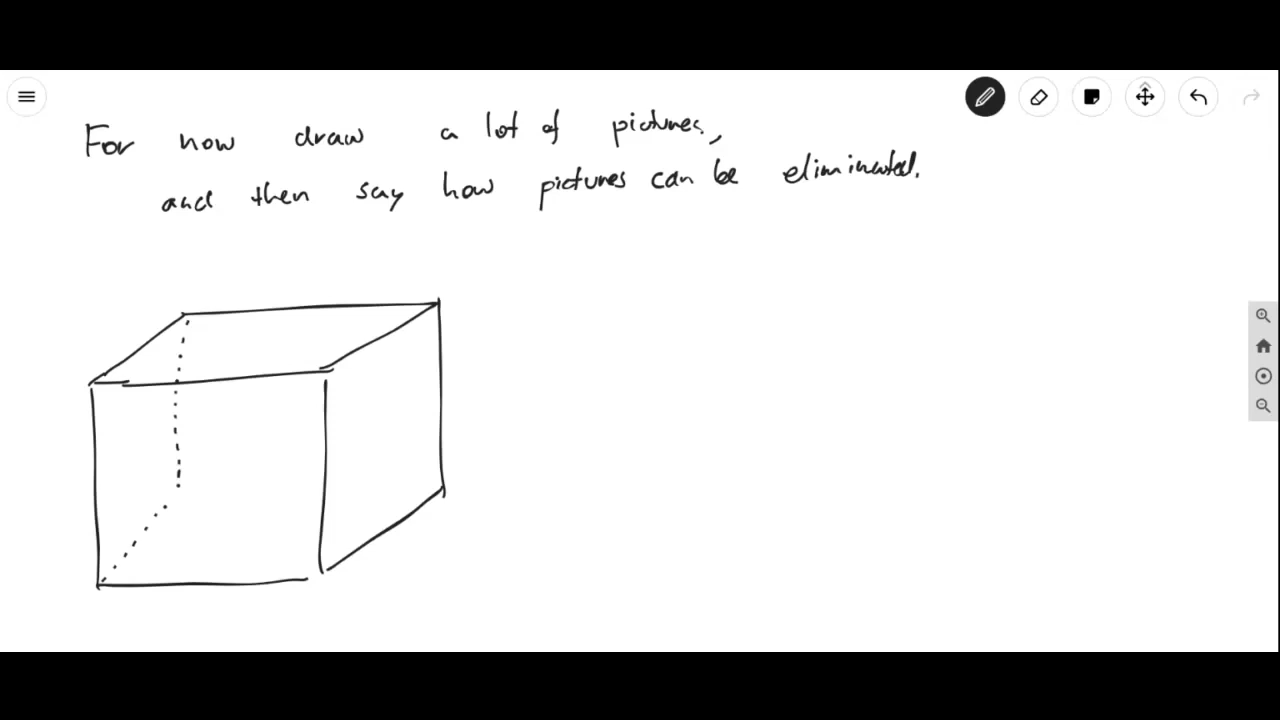 For now draw a lot of pictures,
and then say how pictures can be eliminated.